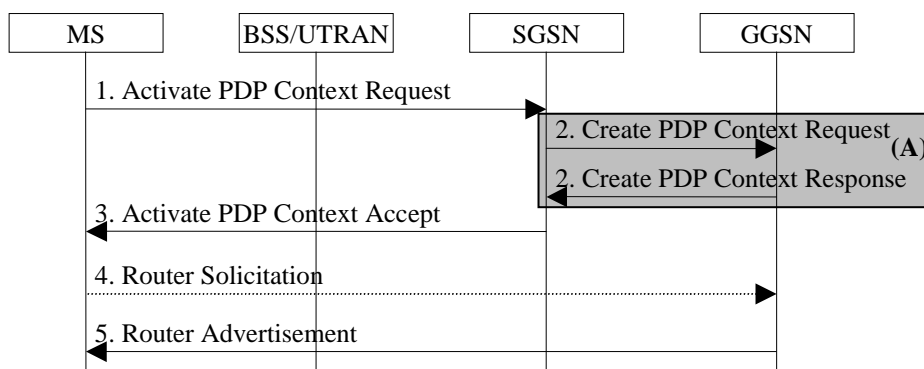 MS BSS/UTRAN SGSN GGSN
1. Activate PDP Context Request
2. Create PDP Context Request
(A)
2. Create PDP Context Response
3. Activate PDP Context Accept
4. Router Solicitation
5. Router Advertisement